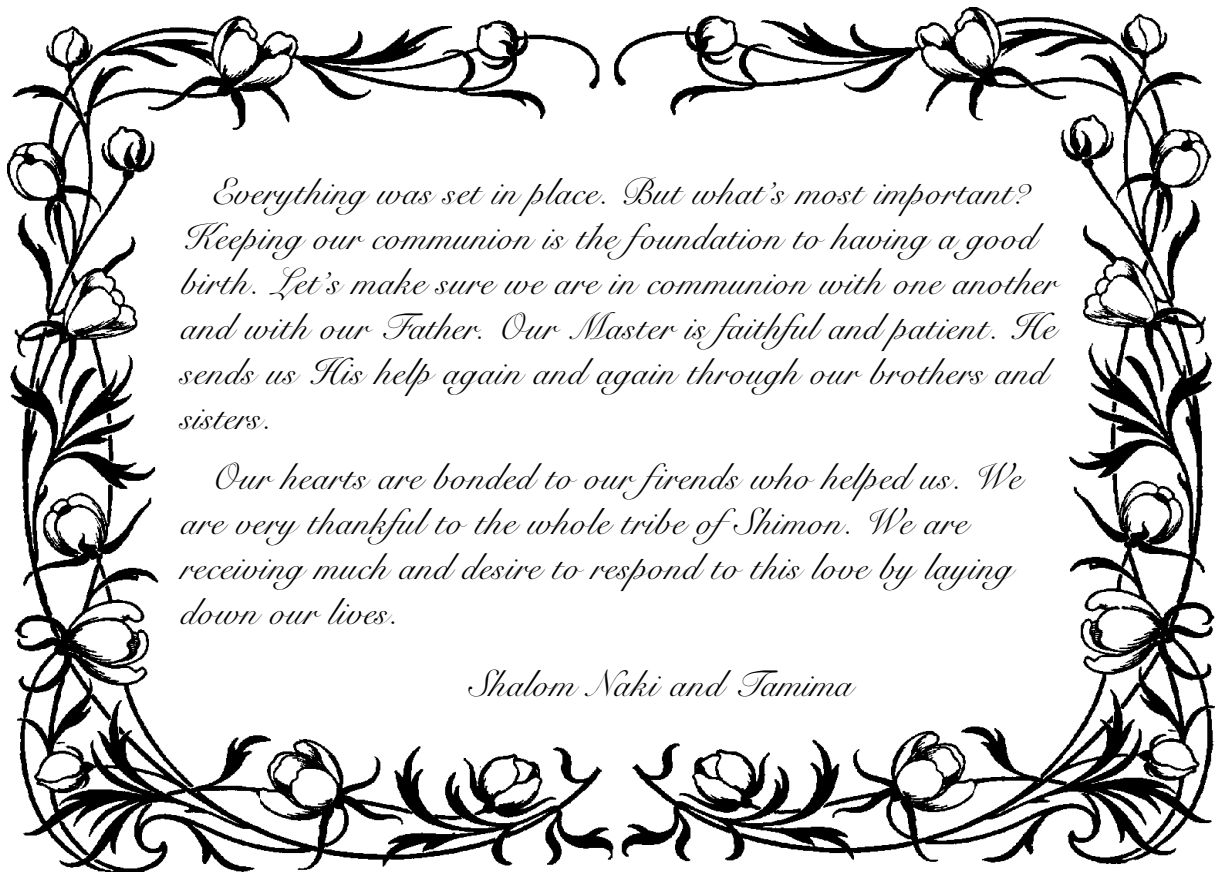 Everything was set in place. But what's most important?
Keeping our communion is the foundation to having a good
birth. Let's make sure we are in communion with one another
and with our Father. Our Master is faithful and patient. He
sends us His help again and again through our brothers and
sisters.
Our hearts are bonded to our firends who helped us. We
are very thankful to the whole tribe of Shimon. We are
receiving much and desire to respond to this love by laying
down our lives.
Shalom Naki and Tamima